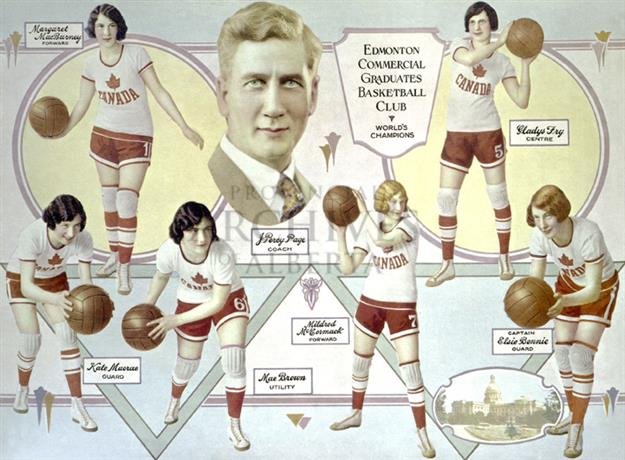 Margaret
MacBurney
FORWARD
CANADA
1
EDMONTON
COMMERCIAL
GRADUATES
BASKETBALL
CLUB
WORLD'S
CHAMPIONS
CANADA
5
Gladys Fry
CENTRE
PROVINCIAL
ARCHIVES
OF ALBERTA
J. Percy Page
COACH
CANADA
6
Kate Macrae
GUARD
Mae Brown
UTILITY
Mildred
McCormack
FORWARD
CANADA
7
CAPTAIN
Elsie Bennie
GUARD